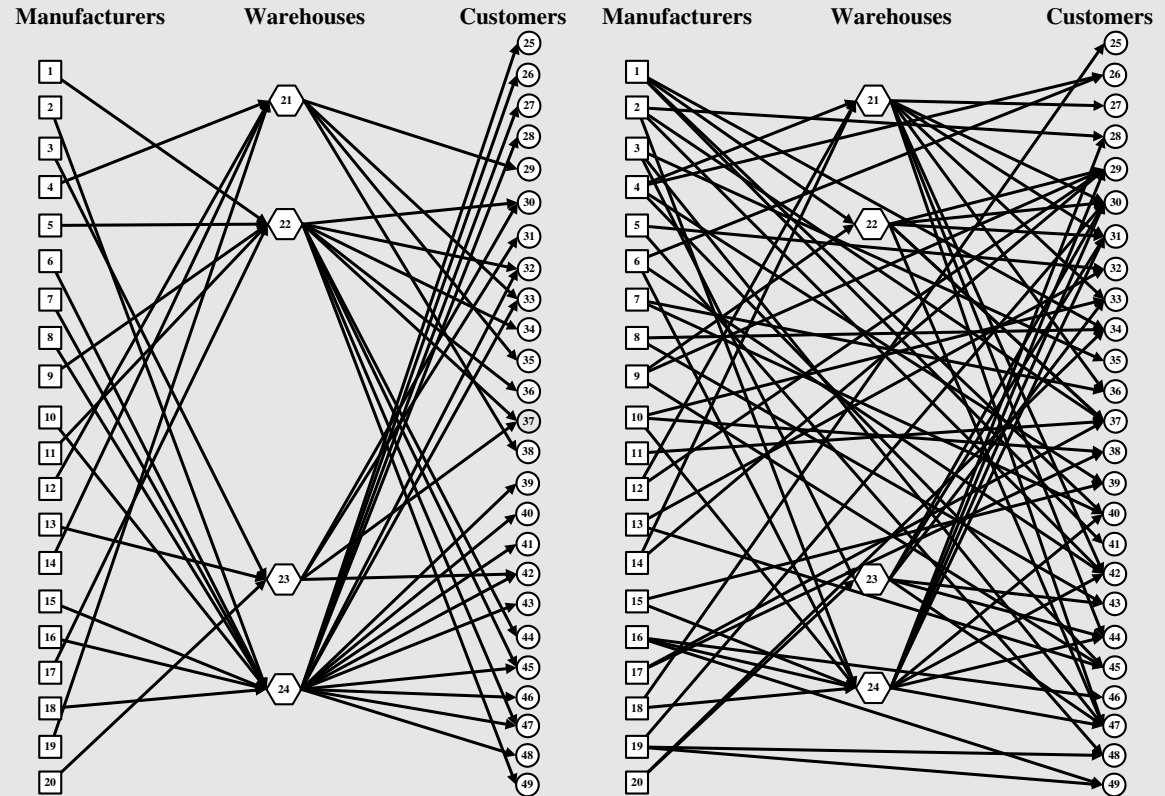 Manufacturers Warehouses Customers Manufacturers Warehouses Customers
25 25
1 26 1 26
21 21
2 27 2 27
3 28 3 28
4 29 4 29
5 22 30 5 22 30
6 31 6 31
7 32 7 32
8 33 8 33
9 34 9 34
10 35 10 35
11 36 11 36
12 37 12 37
13 38 13 38
14 39 14 39
15 40 15 40
16 41 16 41
17 23 42 17 23 42
18 43 18 43
19 44 19 44
20 45 20 45
24 46 24 46
47 47
48 48
49 49